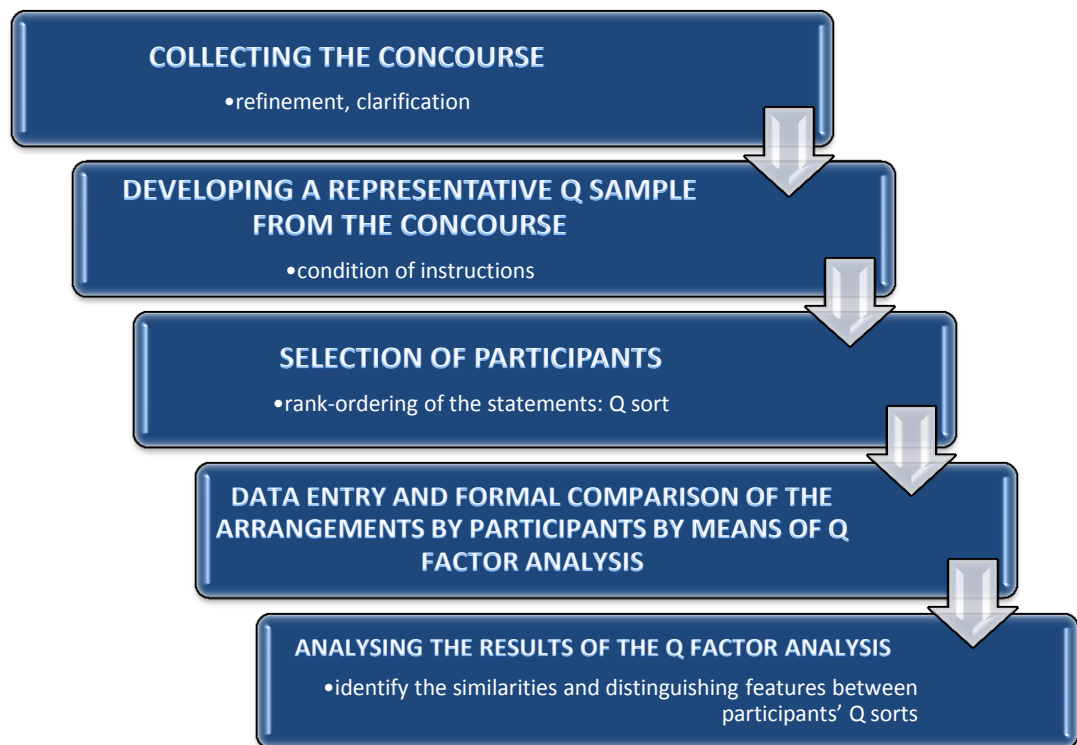 COLLECTING THE CONCOURSE
•refinement, clarification
DEVELOPING A REPRESENTATIVE Q SAMPLE
FROM THE CONCOURSE
•condition of instructions
SELECTION OF PARTICIPANTS
•rank-ordering of the statements: Q sort
DATA ENTRY AND FORMAL COMPARISON OF THE
ARRANGEMENTS BY PARTICIPANTS BY MEANS OF Q
FACTOR ANALYSIS
ANALYSING THE RESULTS OF THE Q FACTOR ANALYSIS
•identify the similarities and distinguishing features between
participants’ Q sorts